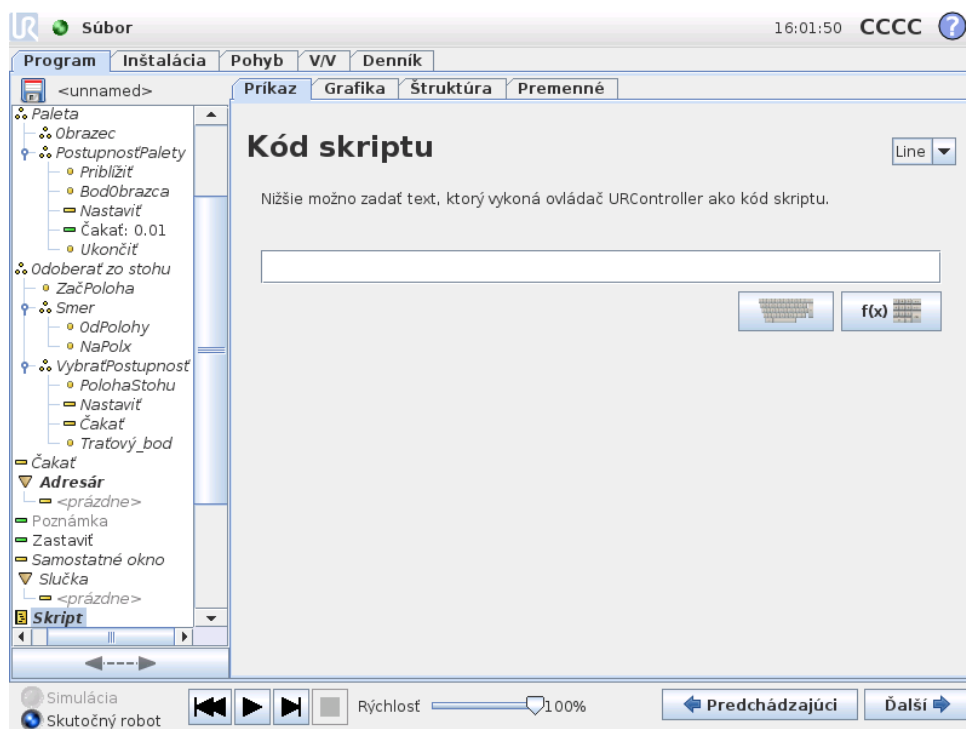 UR Súbor 16:01:50 CCCC ?
Program Inštalácia Pohyb V/V Denník
<unnamed>
Príkaz Grafika Štruktúra Premenné
Paleta
Obrazec
PostupnosťPalety
Priblížiť
BodObrazca
Nastaviť
Čakať: 0.01
Ukončiť
Odoberať zo stohu
ZačPoloha
Smer
OdPolohy
NaPolx
VybraťPostupnosť
PolohaStohu
Nastaviť
Čakať
Traťový_bod
Čakať
Adresár
<prázdne>
Poznámka
Zastaviť
Samostatné okno
Slučka
<prázdne>
Skript
Kód skriptu
Line
Nižšie možno zadať text, ktorý vykoná ovládač URController ako kód skriptu.
f(x)
Simulácia
Skutočný robot
Rýchlosť 100%
Predchádzajúci Ďalší